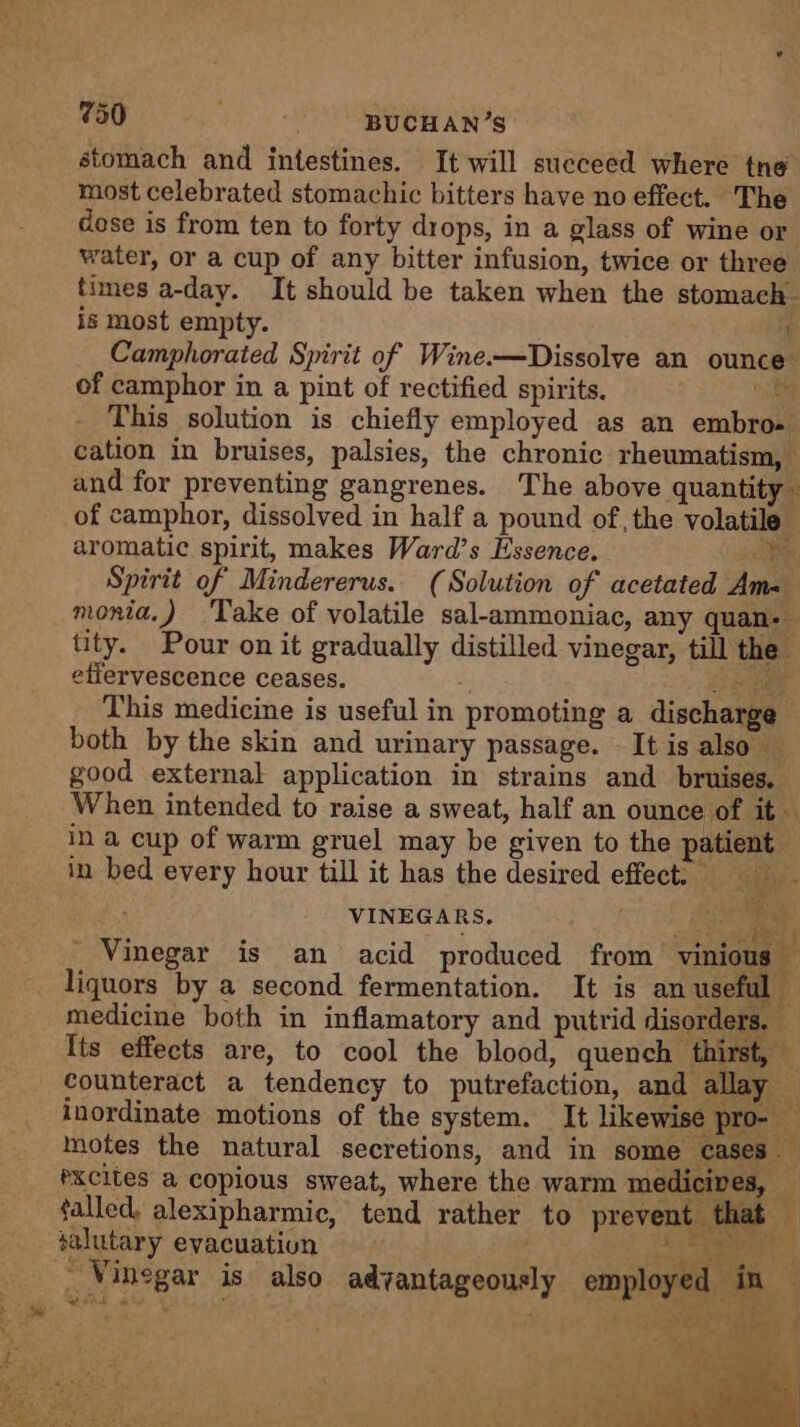 750 BUCHAN'S
stomach and intestines. It will succeed where tne
most celebrated stomachic bitters have no effect. The
dose is from ten to forty drops, in a glass of wine or
water, or a cup of any bitter infusion, twice or three
times a-day. It should be taken when the stomach
is most empty.
Camphorated Spirit of Wine.—Dissolve an ounce
of camphor in a pint of rectified spirits.
This solution is chiefly employed as an embro-
cation in bruises, palsies, the chronic rheumatism,
and for preventing gangrenes. The above quantity
of camphor, dissolved in half a pound of the volatile
aromatic spirit, makes Ward's Essence.
Spirit of Mindererus. (Solution of acetated Am-
monia.) Take of volatile sal-ammoniac, any quan-
tity. Pour on it gradually distilled vinegar, till the
effervescence ceases.
This medicine is useful in promoting a discharge
both by the skin and urinary passage. It is also
good external application in strains and bruises.
When intended to raise a sweat, half an ounce of it
in a cup of warm gruel may be given to the patient
in bed every hour till it has the desired effect.
VINEGARS.
Vinegar is an acid produced from vinious
liquors by a second fermentation. It is an useful
medicine both in inflamatory and putrid disorders.
Its effects are, to cool the blood, quench thirst,
counteract a tendency to putrefaction, and allay
inordinate motions of the system. It likewise pro-
motes the natural secretions, and in some cases
excites a copious sweat, where the warm medicines,
called, alexipharmic, tend rather to prevent that
salutary evacuation
Vinegar is also advantageously employed in